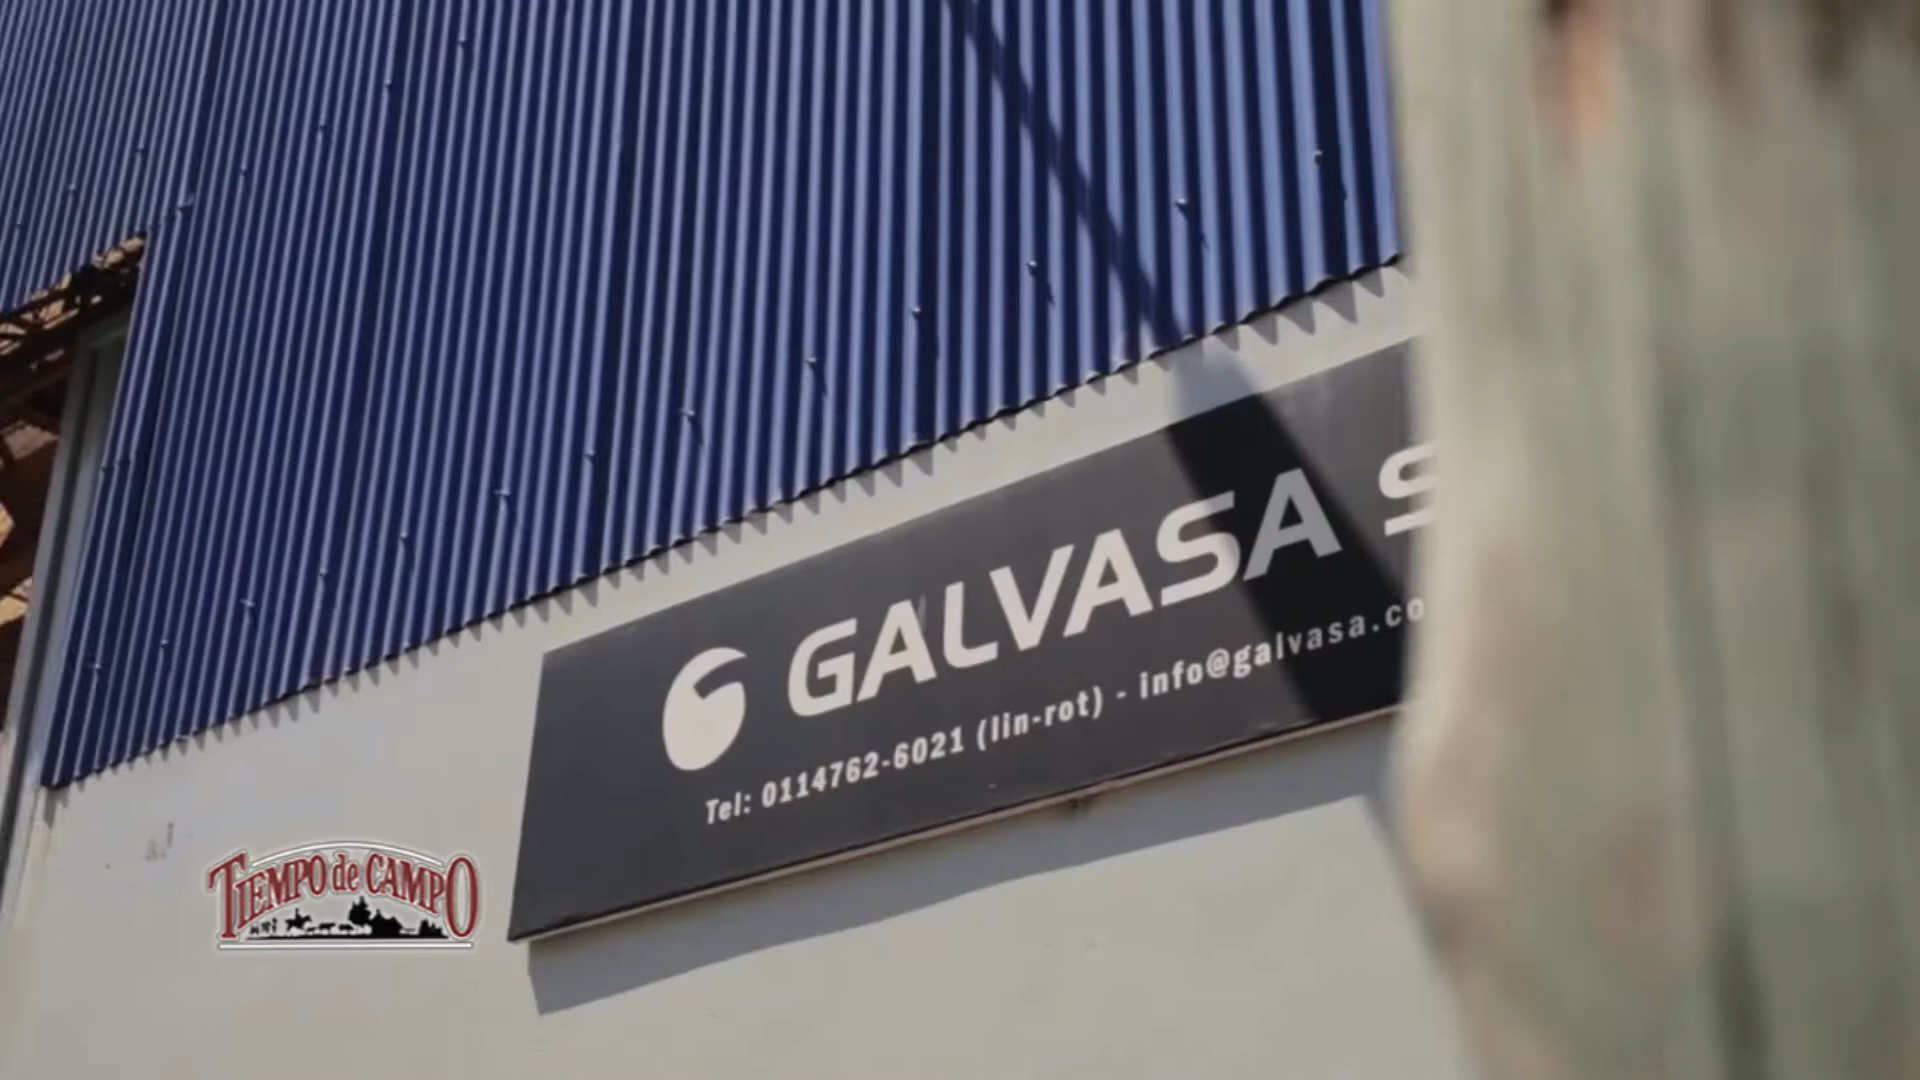 GALVASA S
Tel: 0114762-6021 (lin-rot) - info@galvasa.co
TIEMPO de CAMPO